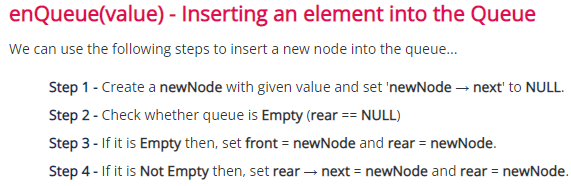 enQueue(value) - Inserting an element into the Queue
We can use the following steps to insert a new node into the queue...
Step 1 - Create a newNode with given value and set 'newNode → next' to NULL.
Step 2 - Check whether queue is Empty (rear == NULL)
Step 3 - If it is Empty then, set front = newNode and rear = newNode.
Step 4 - If it is Not Empty then, set rear → next = newNode and rear = newNode.